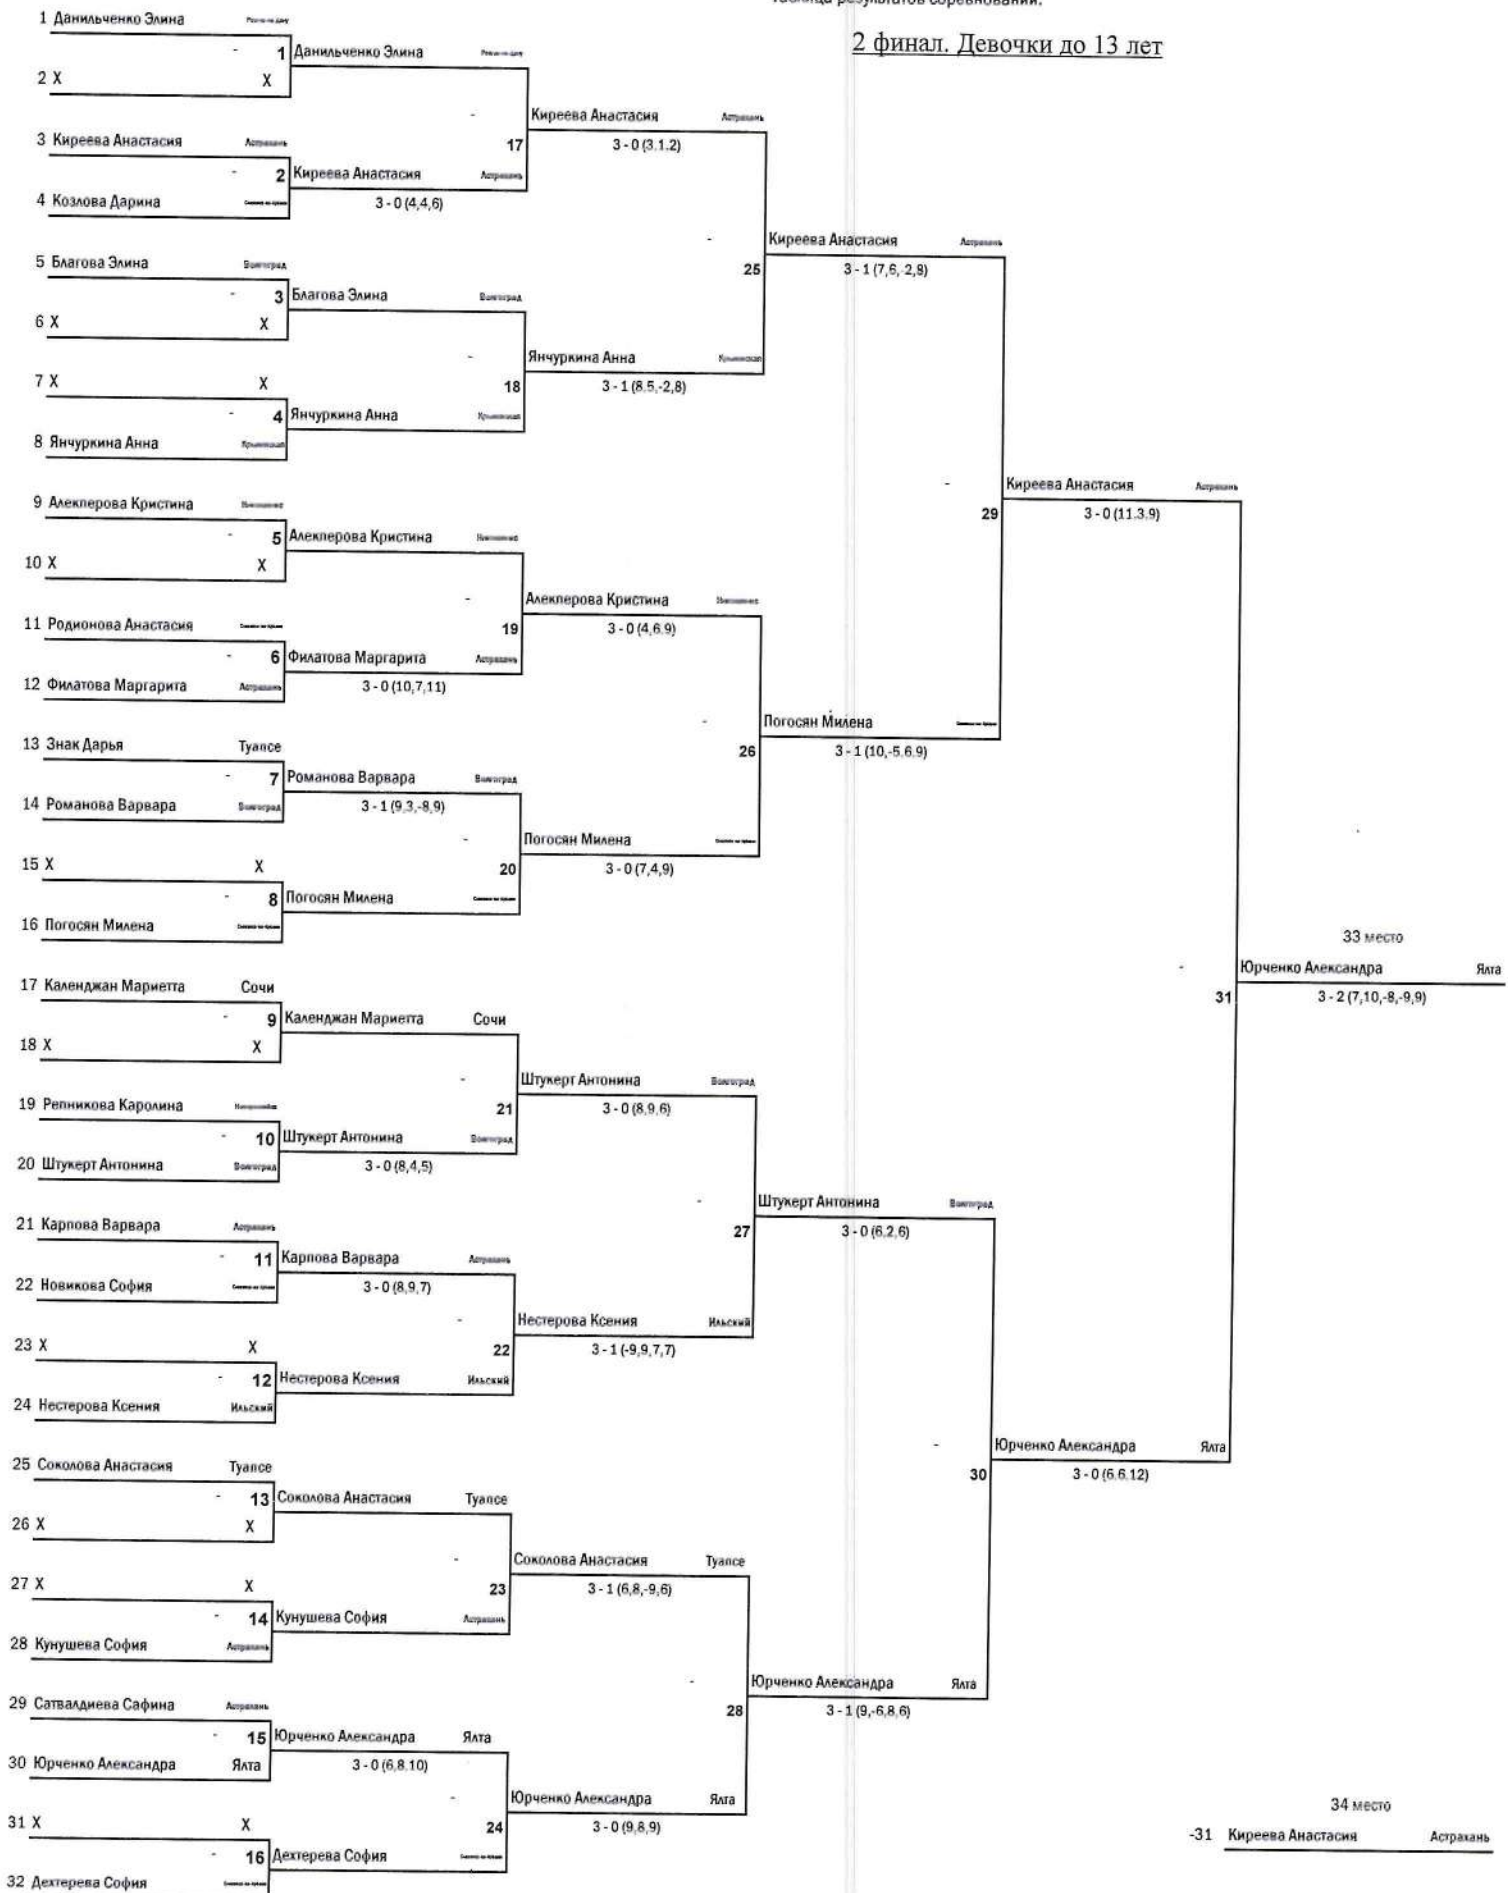 2 финал. Девочки до 13 лет
1 Данильченко Элина
- 1 Данильченко Элина
2 X X
Киреева Анастасия Астрахань
- 17 3 - 0 (3.1.2)
3 Киреева Анастасия Астрахань
- 2 Киреева Анастасия Астрахань
4 Козлова Дарина 3 - 0 (4,4,6)
- Киреева Анастасия Астрахань
25 3 - 1 (7,6,-2,8)
5 Благова Элина Волгоград
- 3 Благова Элина Волгоград
6 X X
- Янчуркина Анна
18 3 - 1 (8.5,-2,8)
7 X X
- 4 Янчуркина Анна
8 Янчуркина Анна
- Киреева Анастасия Астрахань
29 3 - 0 (11.3.9)
9 Алекперова Кристина
- 5 Алекперова Кристина
10 X X
- Алекперова Кристина
19 3 - 0 (4,6.9)
11 Родионова Анастасия
- 6 Филатова Маргарита Астрахань
12 Филатова Маргарита Астрахань 3 - 0 (10,7,11)
- Погосян Милена
26 3 - 1 (10,-5.6.9)
13 Знак Дарья Туапсе
- 7 Романова Варвара Волгоград
14 Романова Варвара Волгоград 3 - 1 (9,3,-8,9)
- Погосян Милена
20 3 - 0 (7,4,9)
15 X X
- 8 Погосян Милена
16 Погосян Милена
33 место
- Юрченко Александра Ялта
31 3 - 2 (7,10,-8,-9,9)
17 Календжан Мариетта Сочи
- 9 Календжан Мариетта Сочи
18 X X
- Штукерт Антонина Волгоград
21 3 - 0 (8,9,6)
19 Репникова Каролина
- 10 Штукерт Антонина Волгоград
20 Штукерт Антонина Волгоград 3 - 0 (8,4,5)
- Штукерт Антонина Волгоград
27 3 - 0 (6,2,6)
21 Карпова Варвара Астрахань
- 11 Карпова Варвара Астрахань
22 Новикова София 3 - 0 (8,9,7)
- Нестерова Ксения Ильский
22 3 - 1 (-9,9,7,7)
23 X X
- 12 Нестерова Ксения Ильский
24 Нестерова Ксения Ильский
- Юрченко Александра Ялта
30 3 - 0 (6.6.12)
25 Соколова Анастасия Туапсе
- 13 Соколова Анастасия Туапсе
26 X X
- Соколова Анастасия Туапсе
23 3 - 1 (6,8,-9,6)
27 X X
- 14 Кунушева София Астрахань
28 Кунушева София Астрахань
- Юрченко Александра Ялта
28 3 - 1 (9,-6,8,6)
29 Сатвалдиева Сафина Астрахань
- 15 Юрченко Александра Ялта
30 Юрченко Александра Ялта 3 - 0 (6,8.10)
- Юрченко Александра Ялта
24 3 - 0 (9,8,9)
31 X X
- 16 Дехтерева София
32 Дехтерева София
34 место
-31 Киреева Анастасия Астрахань